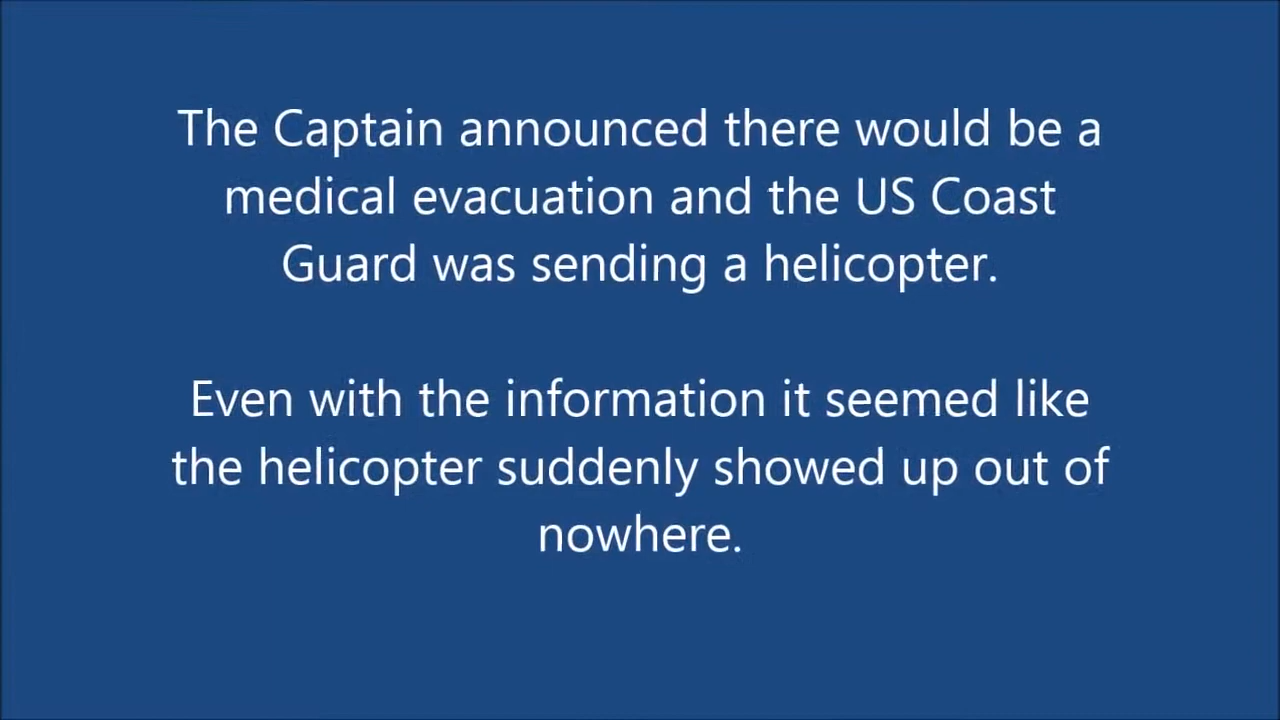 The Captain announced there would be a
medical evacuation and the US Coast
Guard was sending a helicopter.
Even with the information it seemed like
the helicopter suddenly showed up out of
nowhere.